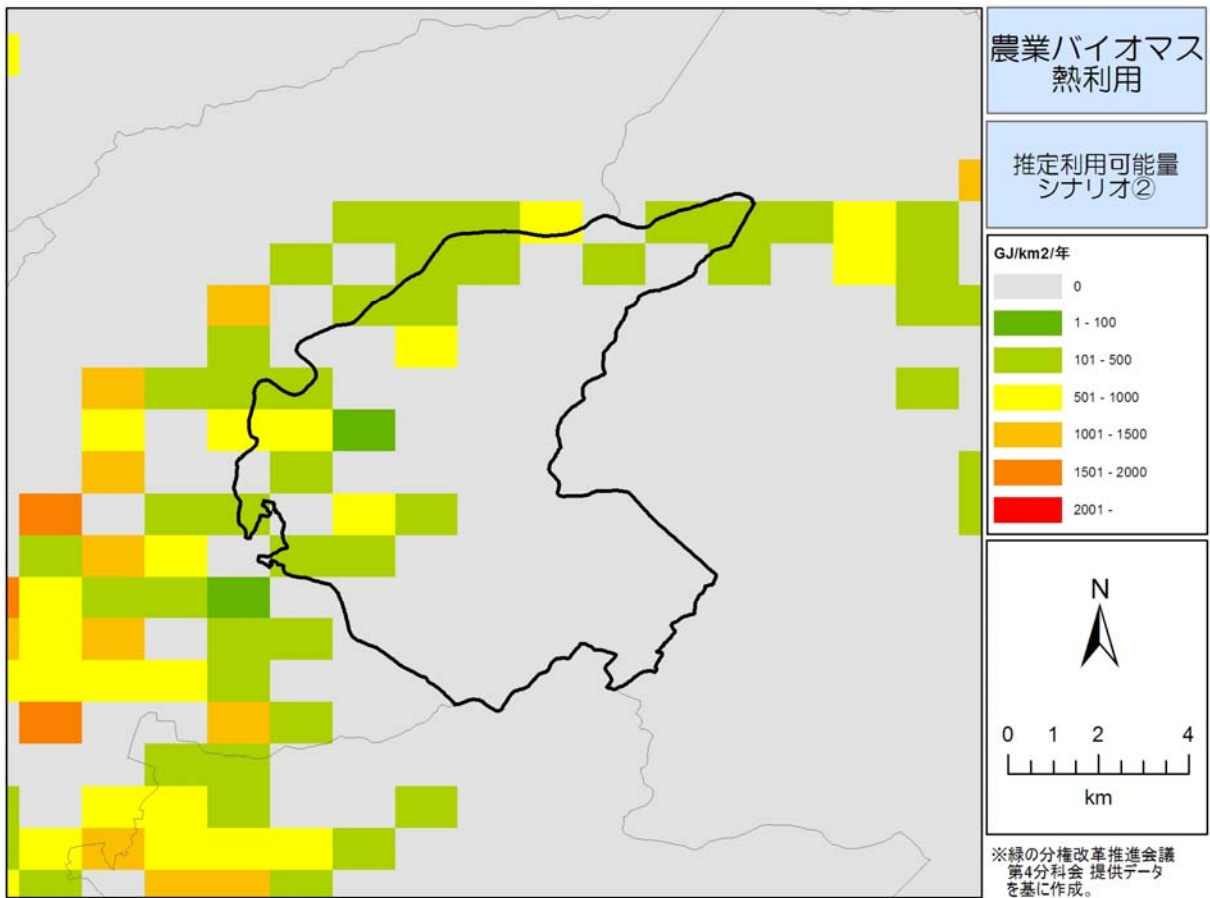 農業バイオマス
熱利用
推定利用可能量
シナリオ②
GJ/km2/年
0
1 - 100
101 - 500
501 - 1000
1001 - 1500
1501 - 2000
2001 -
N
0 1 2 4
km
※緑の分権改革推進会議
第4分科会 提供データ
を基に作成。